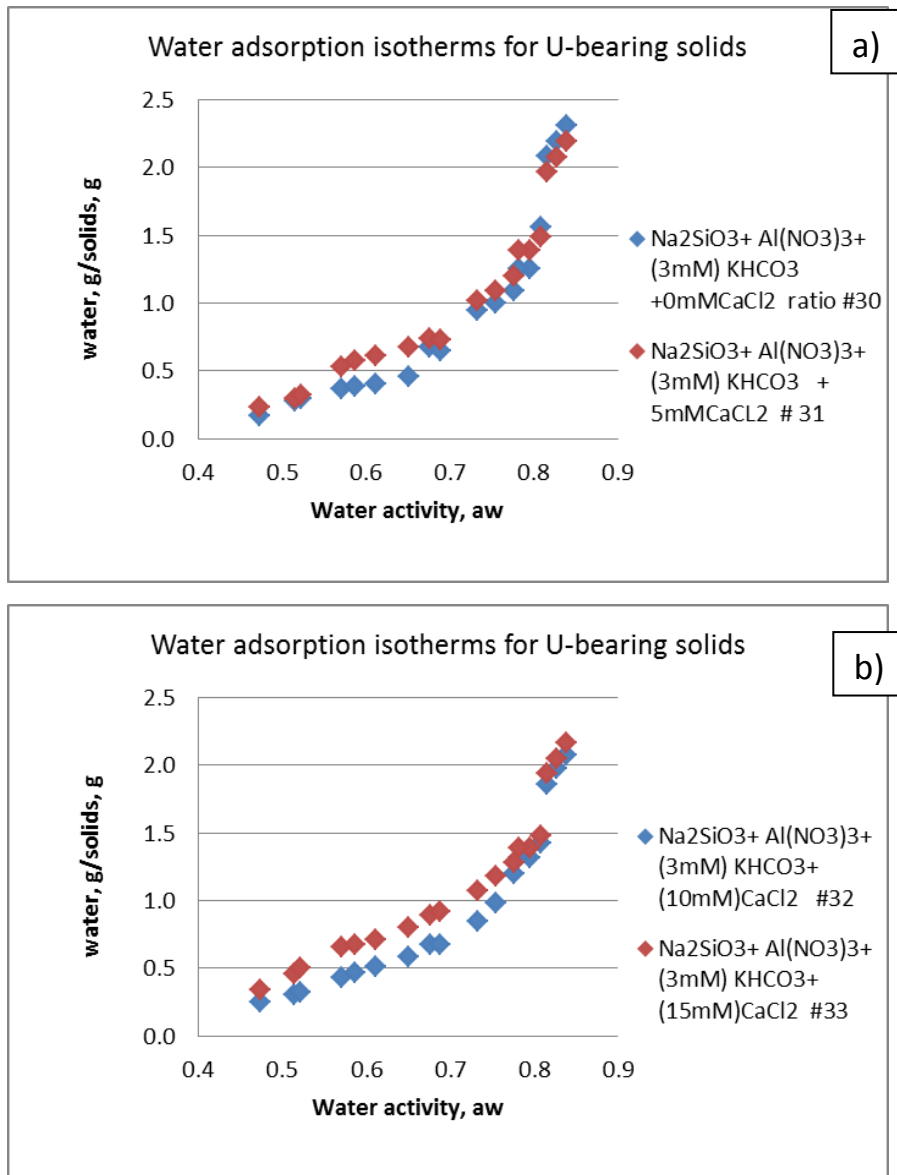 a)
Water adsorption isotherms for U-bearing solids
water, g/solids, g
2.5
2.0
1.5
1.0
0.5
0.0
0.4 0.5 0.6 0.7 0.8 0.9
Water activity, aw
Na2SiO3+ Al(NO3)3+
(3mM) KHCO3
+0mMCaCl2 ratio #30
Na2SiO3+ Al(NO3)3+
(3mM) KHCO3 +
5mMCaCL2 # 31
b)
Water adsorption isotherms for U-bearing solids
water, g/solids, g
2.5
2.0
1.5
1.0
0.5
0.0
0.4 0.5 0.6 0.7 0.8 0.9
Water activity, aw
Na2SiO3+ Al(NO3)3+
(3mM) KHCO3+
(10mM)CaCl2 #32
Na2SiO3+ Al(NO3)3+
(3mM) KHCO3+
(15mM)CaCl2 #33